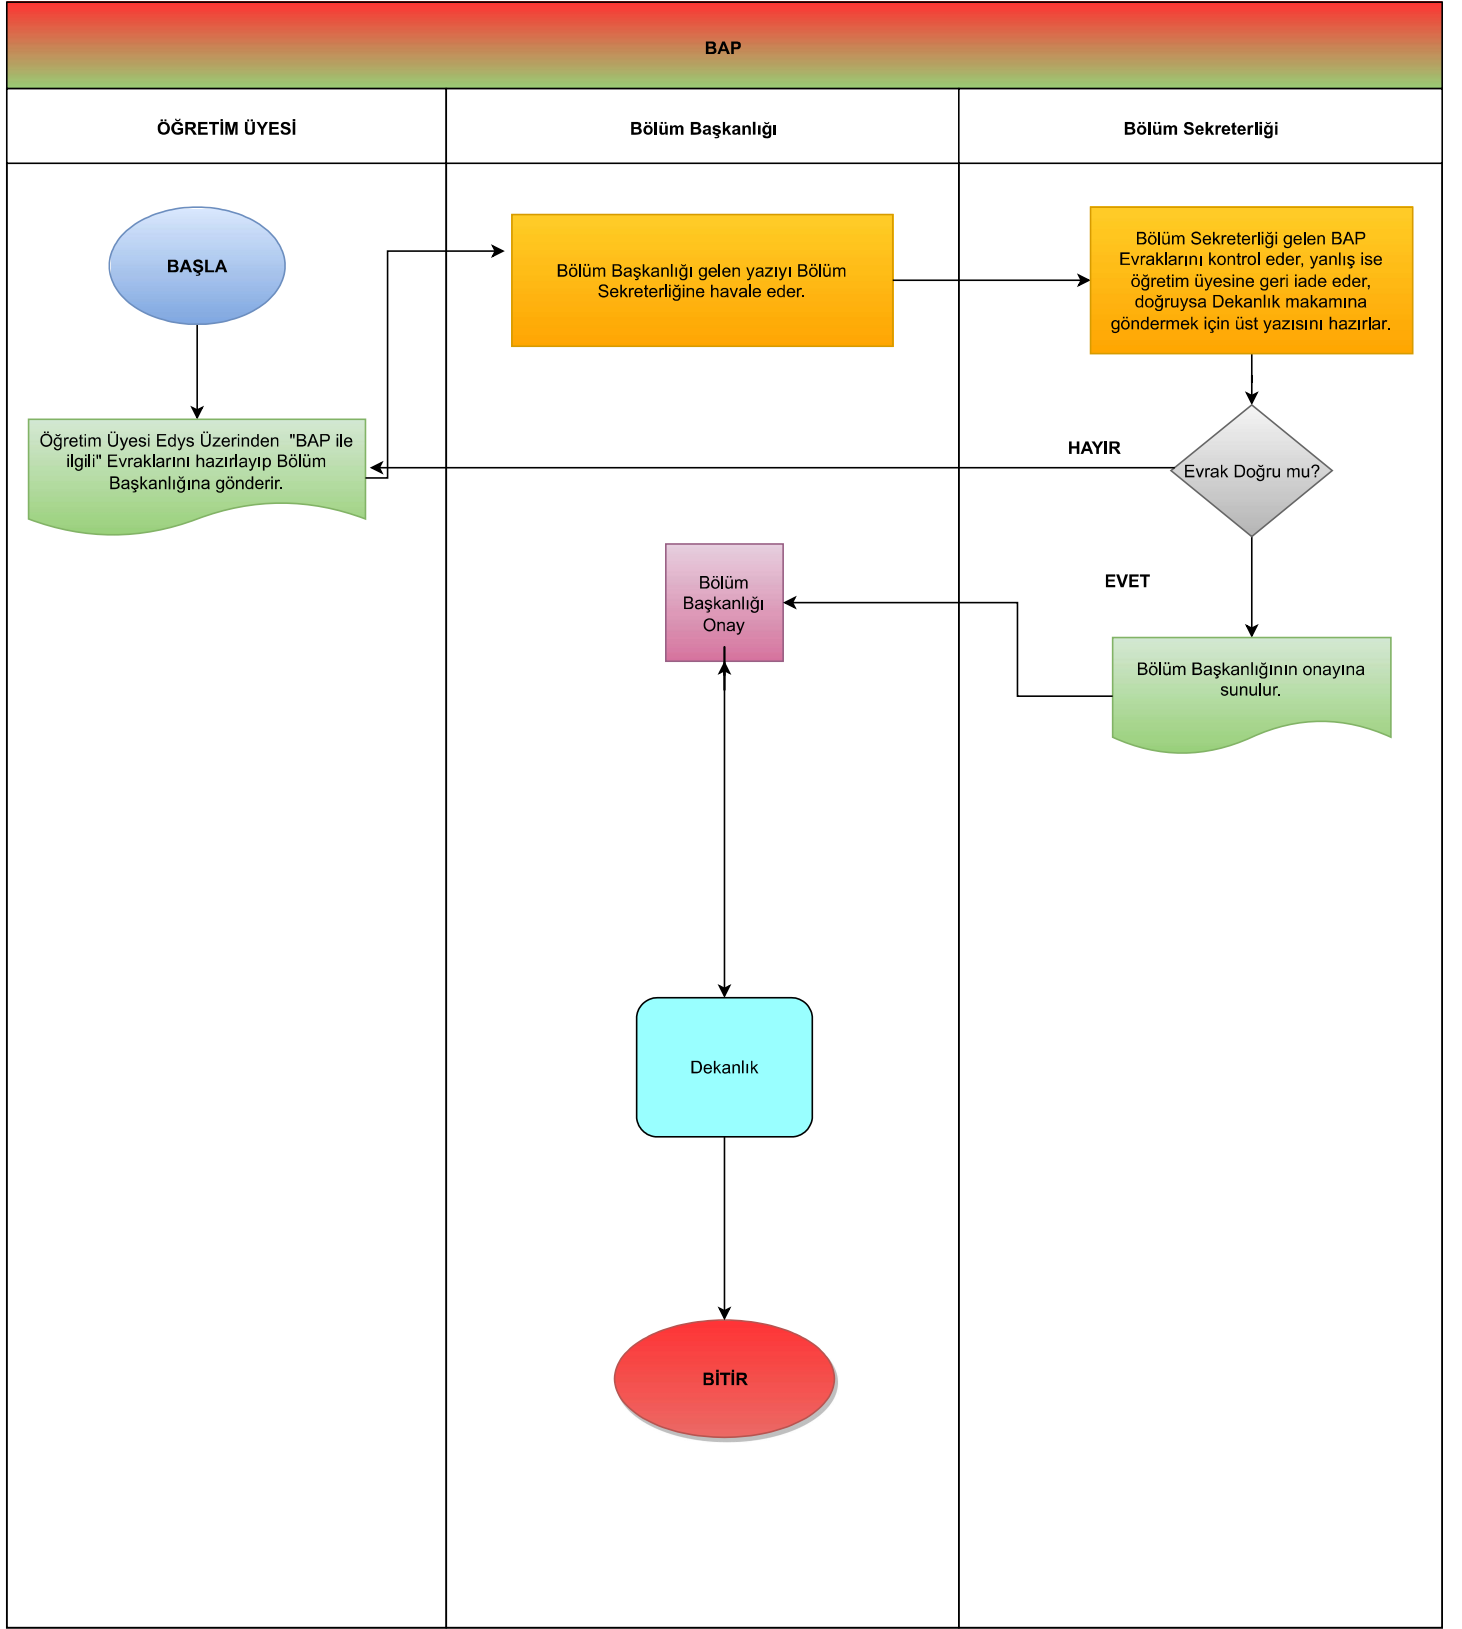 BAP
ÖĞRETİM ÜYESİ
Bölüm Başkanlığı
Bölüm Sekreterliği
BAŞLA
Bölüm Başkanlığı gelen yazıyı Bölüm
Sekreterliğine havale eder.
Bölüm Sekreterliği gelen BAP
Evraklarını kontrol eder, yanlış ise
öğretim üyesine geri iade eder,
doğruysa Dekanlık makamına
göndermek için üst yazısını hazırlar.
Öğretim Üyesi Edys Üzerinden "BAP ile
ilgili" Evraklarını hazırlayıp Bölüm
Başkanlığına gönderir.
HAYIR
Evrak Doğru mu?
EVET
Bölüm
Başkanlığı
Onay
Bölüm Başkanlığının onayına
sunulur.
Dekanlık
BİTİR